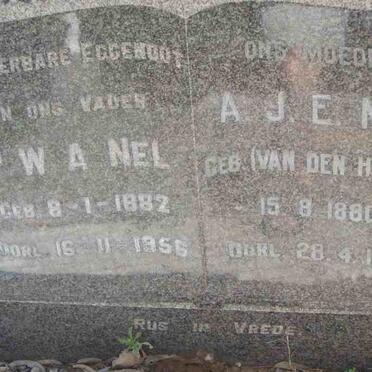 ERBARE EGGENOOT
N ONS VADER
W A NEL
GEB. 8-1-1882
OORL. 16-11-1956
ONS MOED
A. J. E. N
GEB (VAN DEN H
15 8 1880
OORL. 28. 4. 1
RUS IN VREDE